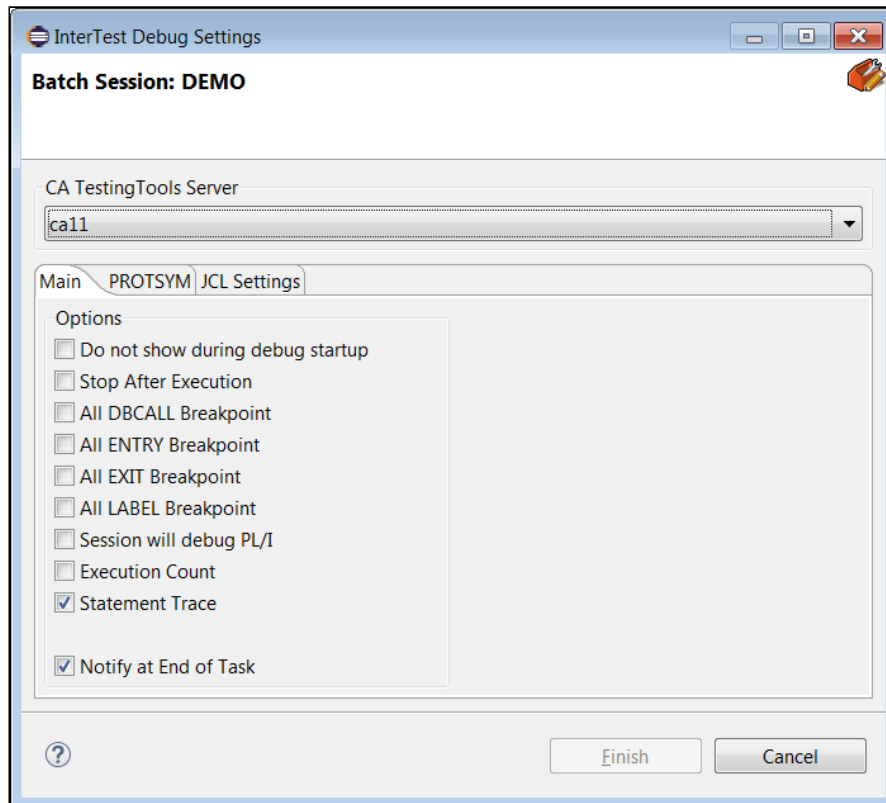 InterTest Debug Settings
Batch Session: DEMO
CA TestingTools Server
ca11
Main PROTSYM JCL Settings
Options
Do not show during debug startup
Stop After Execution
All DBCALL Breakpoint
All ENTRY Breakpoint
All EXIT Breakpoint
All LABEL Breakpoint
Session will debug PL/I
Execution Count
Statement Trace
Notify at End of Task
? Finish Cancel